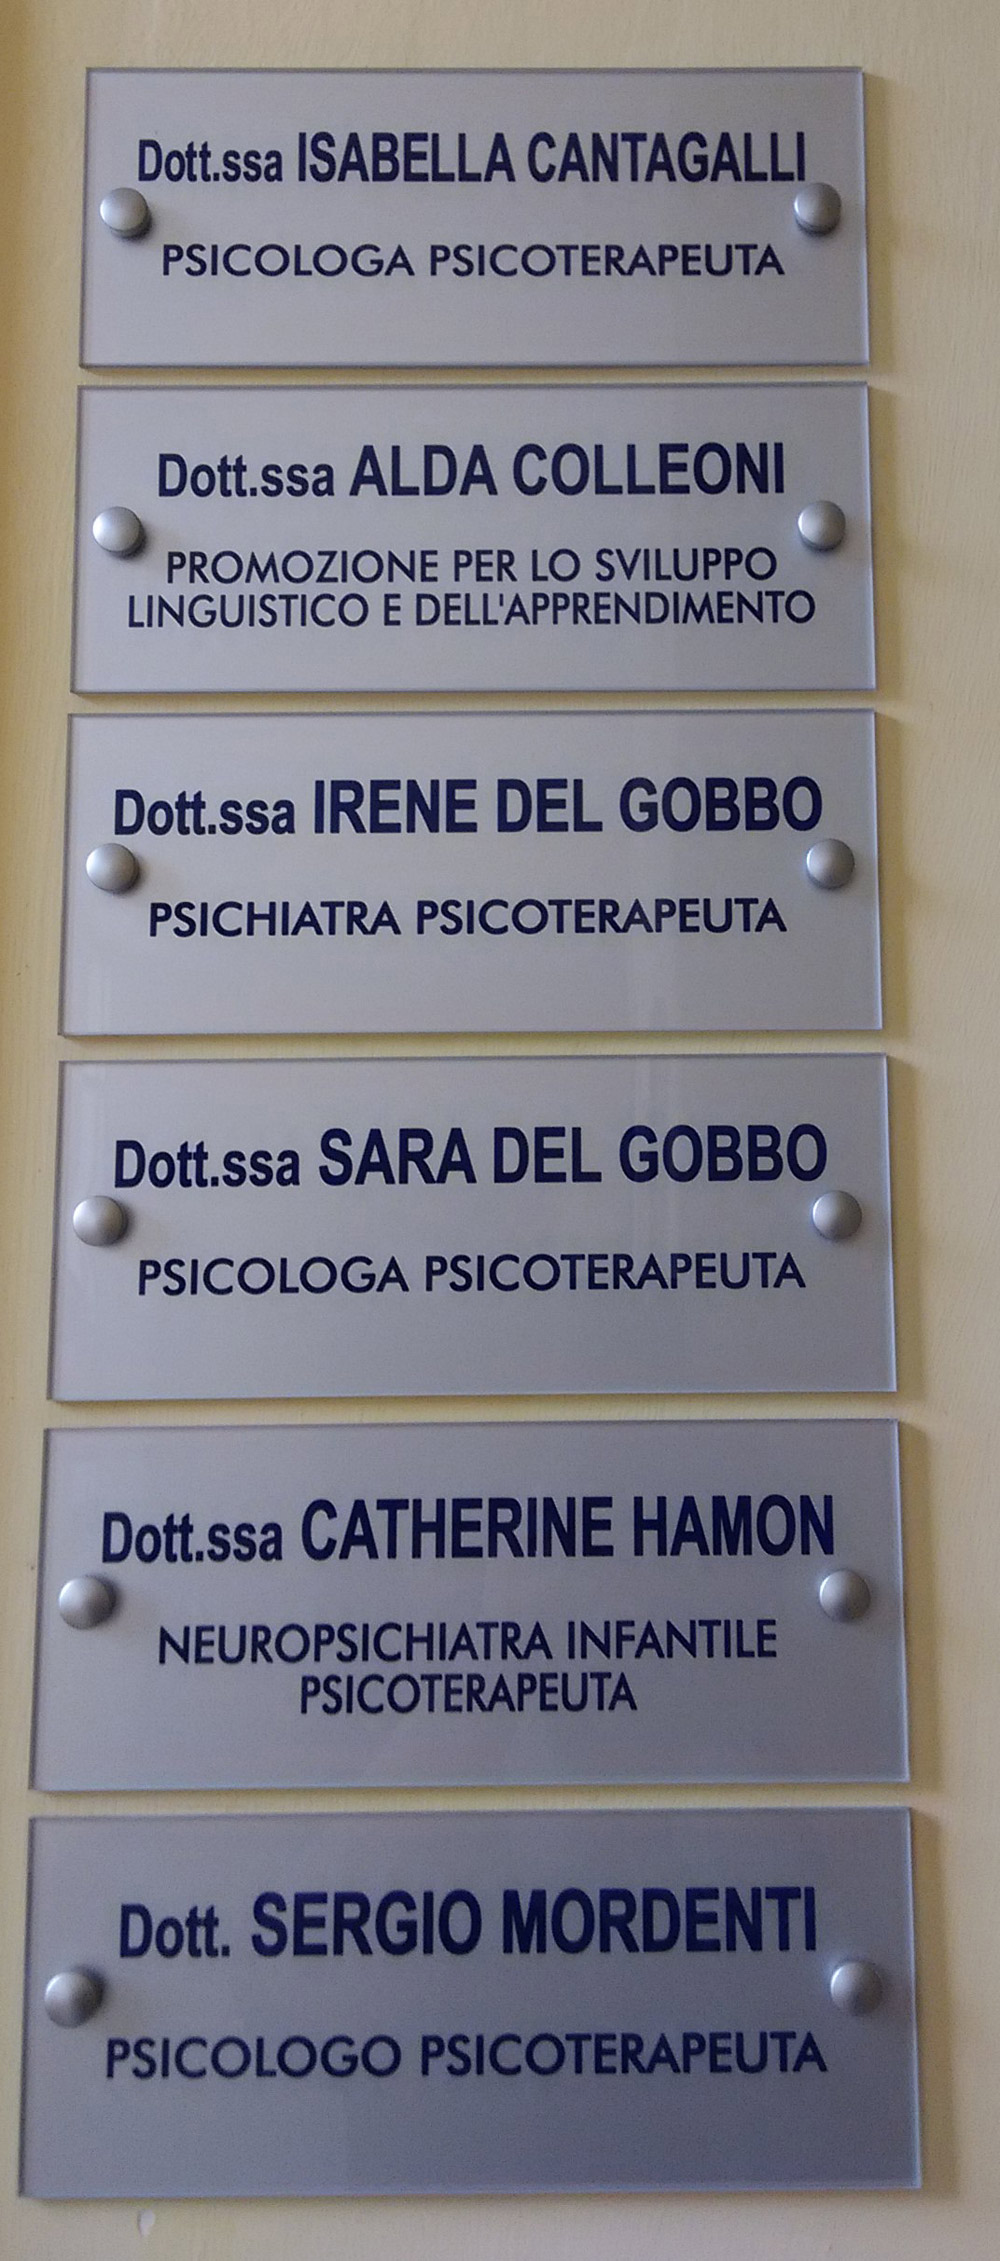 Dott.ssa ISABELLA CANTAGALLI
PSICOLOGA PSICOTERAPEUTA
Dott.ssa ALDA COLLEONI
PROMOZIONE PER LO SVILUPPO
LINGUISTICO E DELL'APPRENDIMENTO
Dott.ssa IRENE DEL GOBBO
PSICHIATRA PSICOTERAPEUTA
Dott.ssa SARA DEL GOBBO
PSICOLOGA PSICOTERAPEUTA
Dott.ssa CATHERINE HAMON
NEUROPSICHIATRA INFANTILE
PSICOTERAPEUTA
Dott. SERGIO MORDENTI
PSICOLOGO PSICOTERAPEUTA